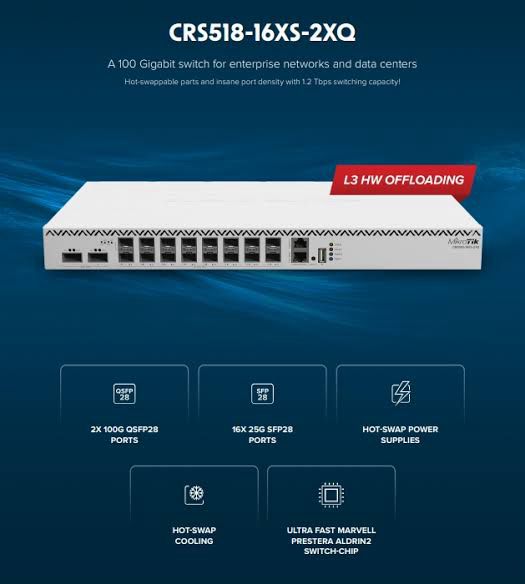 CRS518-16XS-2XQ
A 100 Gigabit switch for enterprise networks and data centers
Hot-swappable parts and insane port density with 1.2 Tbps switching capacity!
L3 HW OFFLOADING
MikroTik
QSFP
28
2X 100G QSFP28
PORTS
SFP
28
16X 25G SFP28
PORTS
HOT-SWAP POWER
SUPPLIES
HOT-SWAP
COOLING
ULTRA FAST MARVELL
PRESTERA ALDRIN2
SWITCH-CHIP